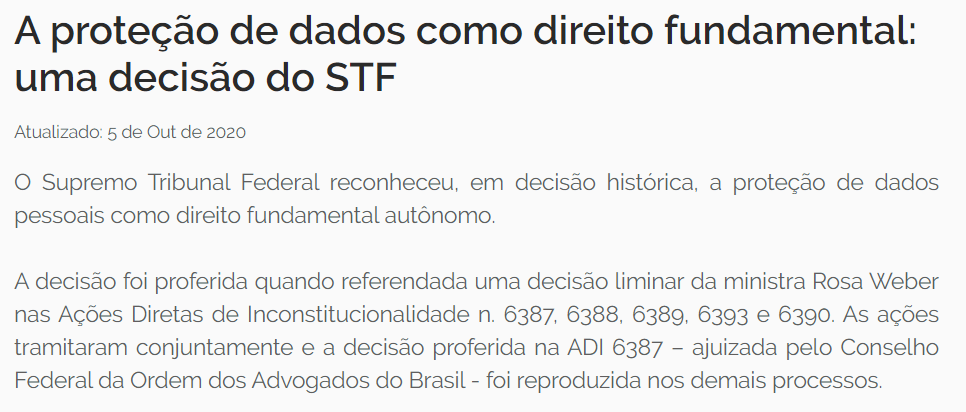 A proteção de dados como direito fundamental:
uma decisão do STF
Atualizado: 5 de Out de 2020
O Supremo Tribunal Federal reconheceu, em decisão histórica, a proteção de dados
pessoais como direito fundamental autônomo.
A decisão foi proferida quando referendada uma decisão liminar da ministra Rosa Weber
nas Ações Diretas de Inconstitucionalidade n. 6387, 6388, 6389, 6393 e 6390. As ações
tramitaram conjuntamente e a decisão proferida na ADI 6387 – ajuizada pelo Conselho
Federal da Ordem dos Advogados do Brasil - foi reproduzida nos demais processos.